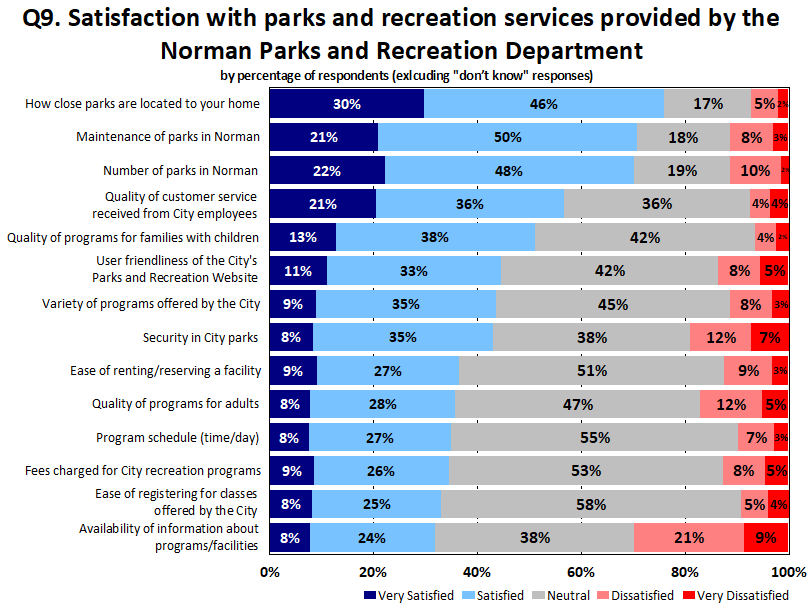 Q9. Satisfaction with parks and recreation services provided by the
Norman Parks and Recreation Department
by percentage of respondents (exlcuding "don't know" responses)
How close parks are located to your home 30% 46% 17% 5% 2%
Maintenance of parks in Norman 21% 50% 18% 8% 3%
Number of parks in Norman 22% 48% 19% 10%
Quality of customer service
received from City employees 21% 36% 36% 4% 4%
Quality of programs for families with children 13% 38% 42% 4%
User friendliness of the City's
Parks and Recreation Website 11% 33% 42% 8% 5%
Variety of programs offered by the City 9% 35% 45% 8% 3%
Security in City parks 8% 35% 38% 12% 7%
Ease of renting/reserving a facility 9% 27% 51% 9% 3%
Quality of programs for adults 8% 28% 47% 12% 5%
Program schedule (time/day) 8% 27% 55% 7% 3%
Fees charged for City recreation programs 9% 26% 53% 8% 5%
Ease of registering for classes
offered by the City 8% 25% 58% 5% 4%
Availability of information about
programs/facilities 8% 24% 38% 21% 9%
0% 20% 40% 60% 80% 100%
Very Satisfied Satisfied Neutral Dissatisfied Very Dissatisfied